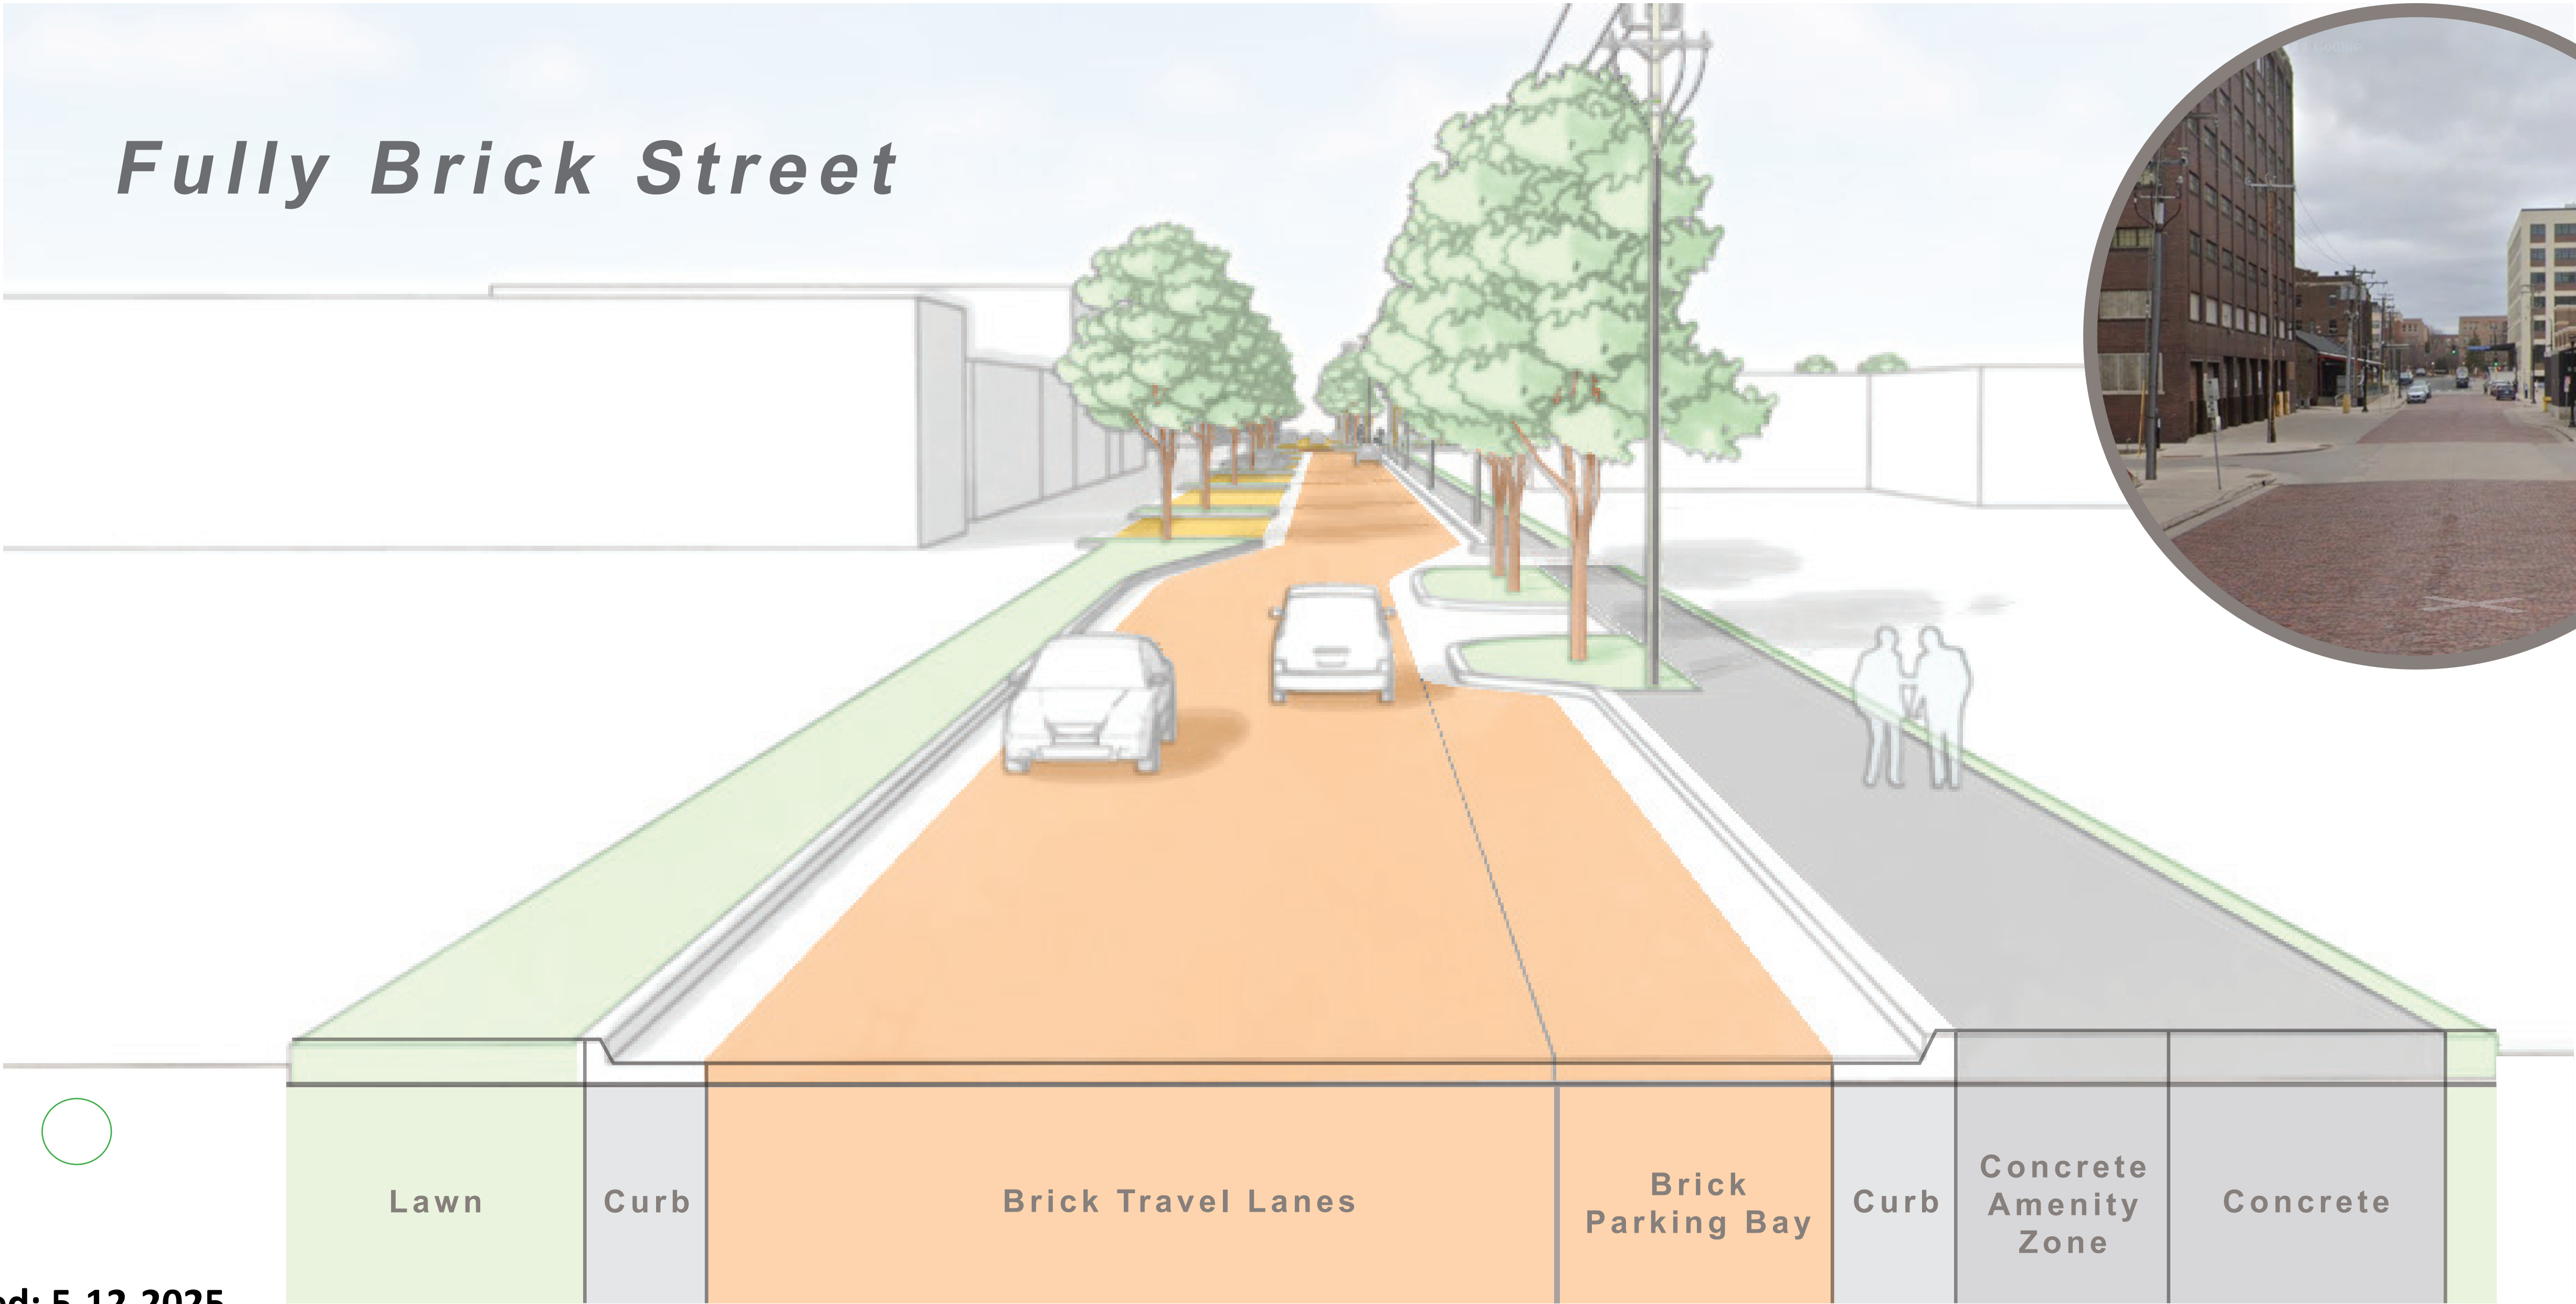 Fully Brick Street
Lawn
Curb
Brick Travel Lanes
Brick
Parking Bay
Curb
Concrete
Amenity
Zone
Concrete
5-12-2025